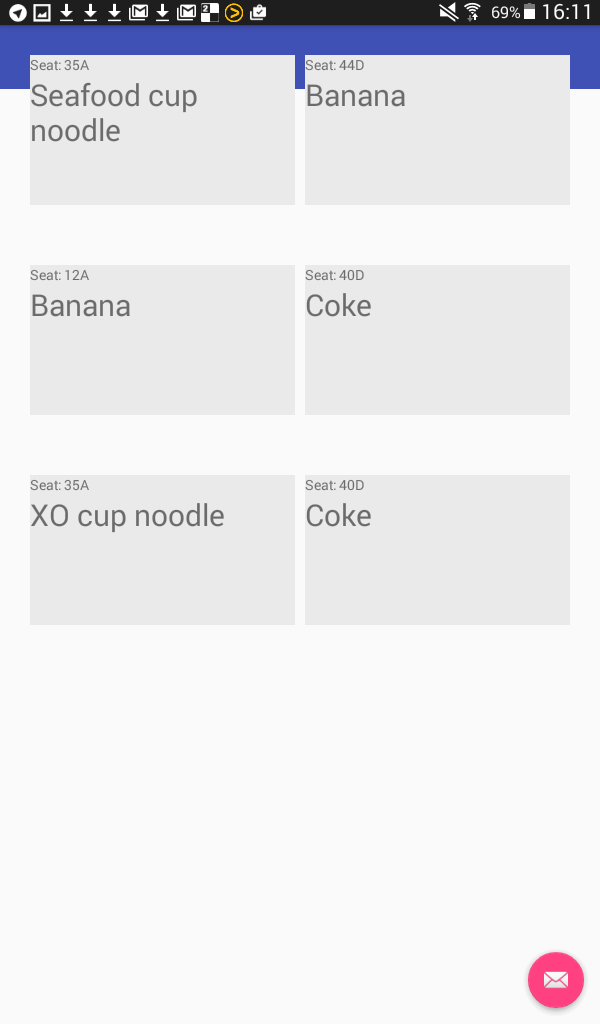 2
69% 16:11
Seat: 35A
Seafood cup
noodle
Seat: 44D
Banana
Seat: 12A
Banana
Seat: 40D
Coke
Seat: 35A
XO cup noodle
Seat: 40D
Coke